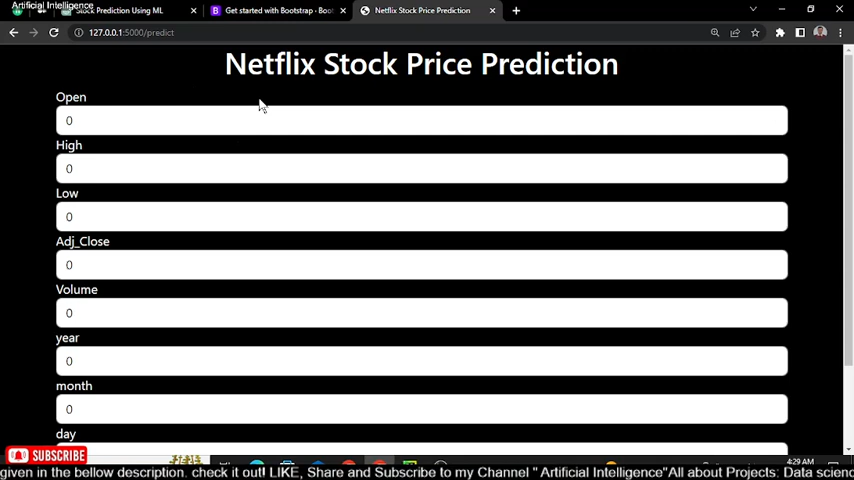 Artificial Intelligence
Stock Prediction Using ML
Get started with Bootstrap · Boot
Netflix Stock Price Prediction
127.0.0.1:5000/predict
Netflix Stock Price Prediction
Open
0
High
0
Low
0
Adj_Close
0
Volume
0
year
0
month
0
day
SUBSCRIBE
4:29 AM
given in the bellow description. check it out! LIKE, Share and Subscribe to my Channel " Artificial Intelligence"All about Projects: Data scienc